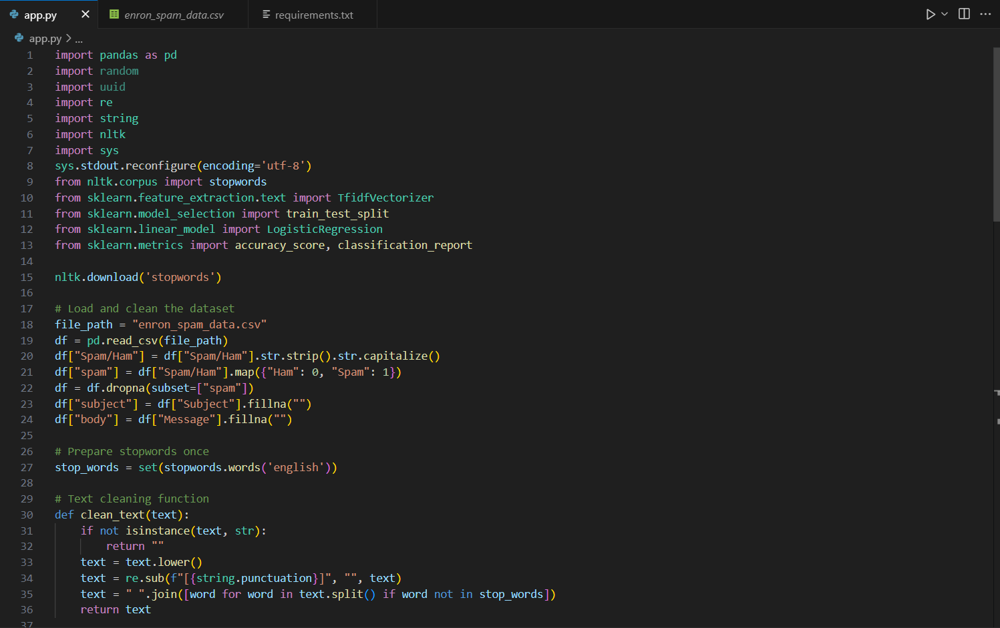 app.py
enron_spam_data.csv
requirements.txt
app.py > ...
1 import pandas as pd
2 import random
3 import uuid
4 import re
5 import string
6 import nltk
7 import sys
8 sys.stdout.reconfigure(encoding='utf-8')
9 from nltk.corpus import stopwords
10 from sklearn.feature_extraction.text import TfidfVectorizer
11 from sklearn.model_selection import train_test_split
12 from sklearn.linear_model import LogisticRegression
13 from sklearn.metrics import accuracy_score, classification_report
14
15 nltk.download('stopwords')
16
17 # Load and clean the dataset
18 file_path = "enron_spam_data.csv"
19 df = pd.read_csv(file_path)
20 df["Spam/Ham"] = df["Spam/Ham"].str.strip().str.capitalize()
21 df["spam"] = df["Spam/Ham"].map({"Ham": 0, "Spam": 1})
22 df = df.dropna(subset=["spam"])
23 df["subject"] = df["Subject"].fillna("")
24 df["body"] = df["Message"].fillna("")
25
26 # Prepare stopwords once
27 stop_words = set(stopwords.words('english'))
28
29 # Text cleaning function
30 def clean_text(text):
31     if not isinstance(text, str):
32         return ""
33     text = text.lower()
34     text = re.sub(f"[{string.punctuation}]", "", text)
35     text = " ".join([word for word in text.split() if word not in stop_words])
36     return text
37